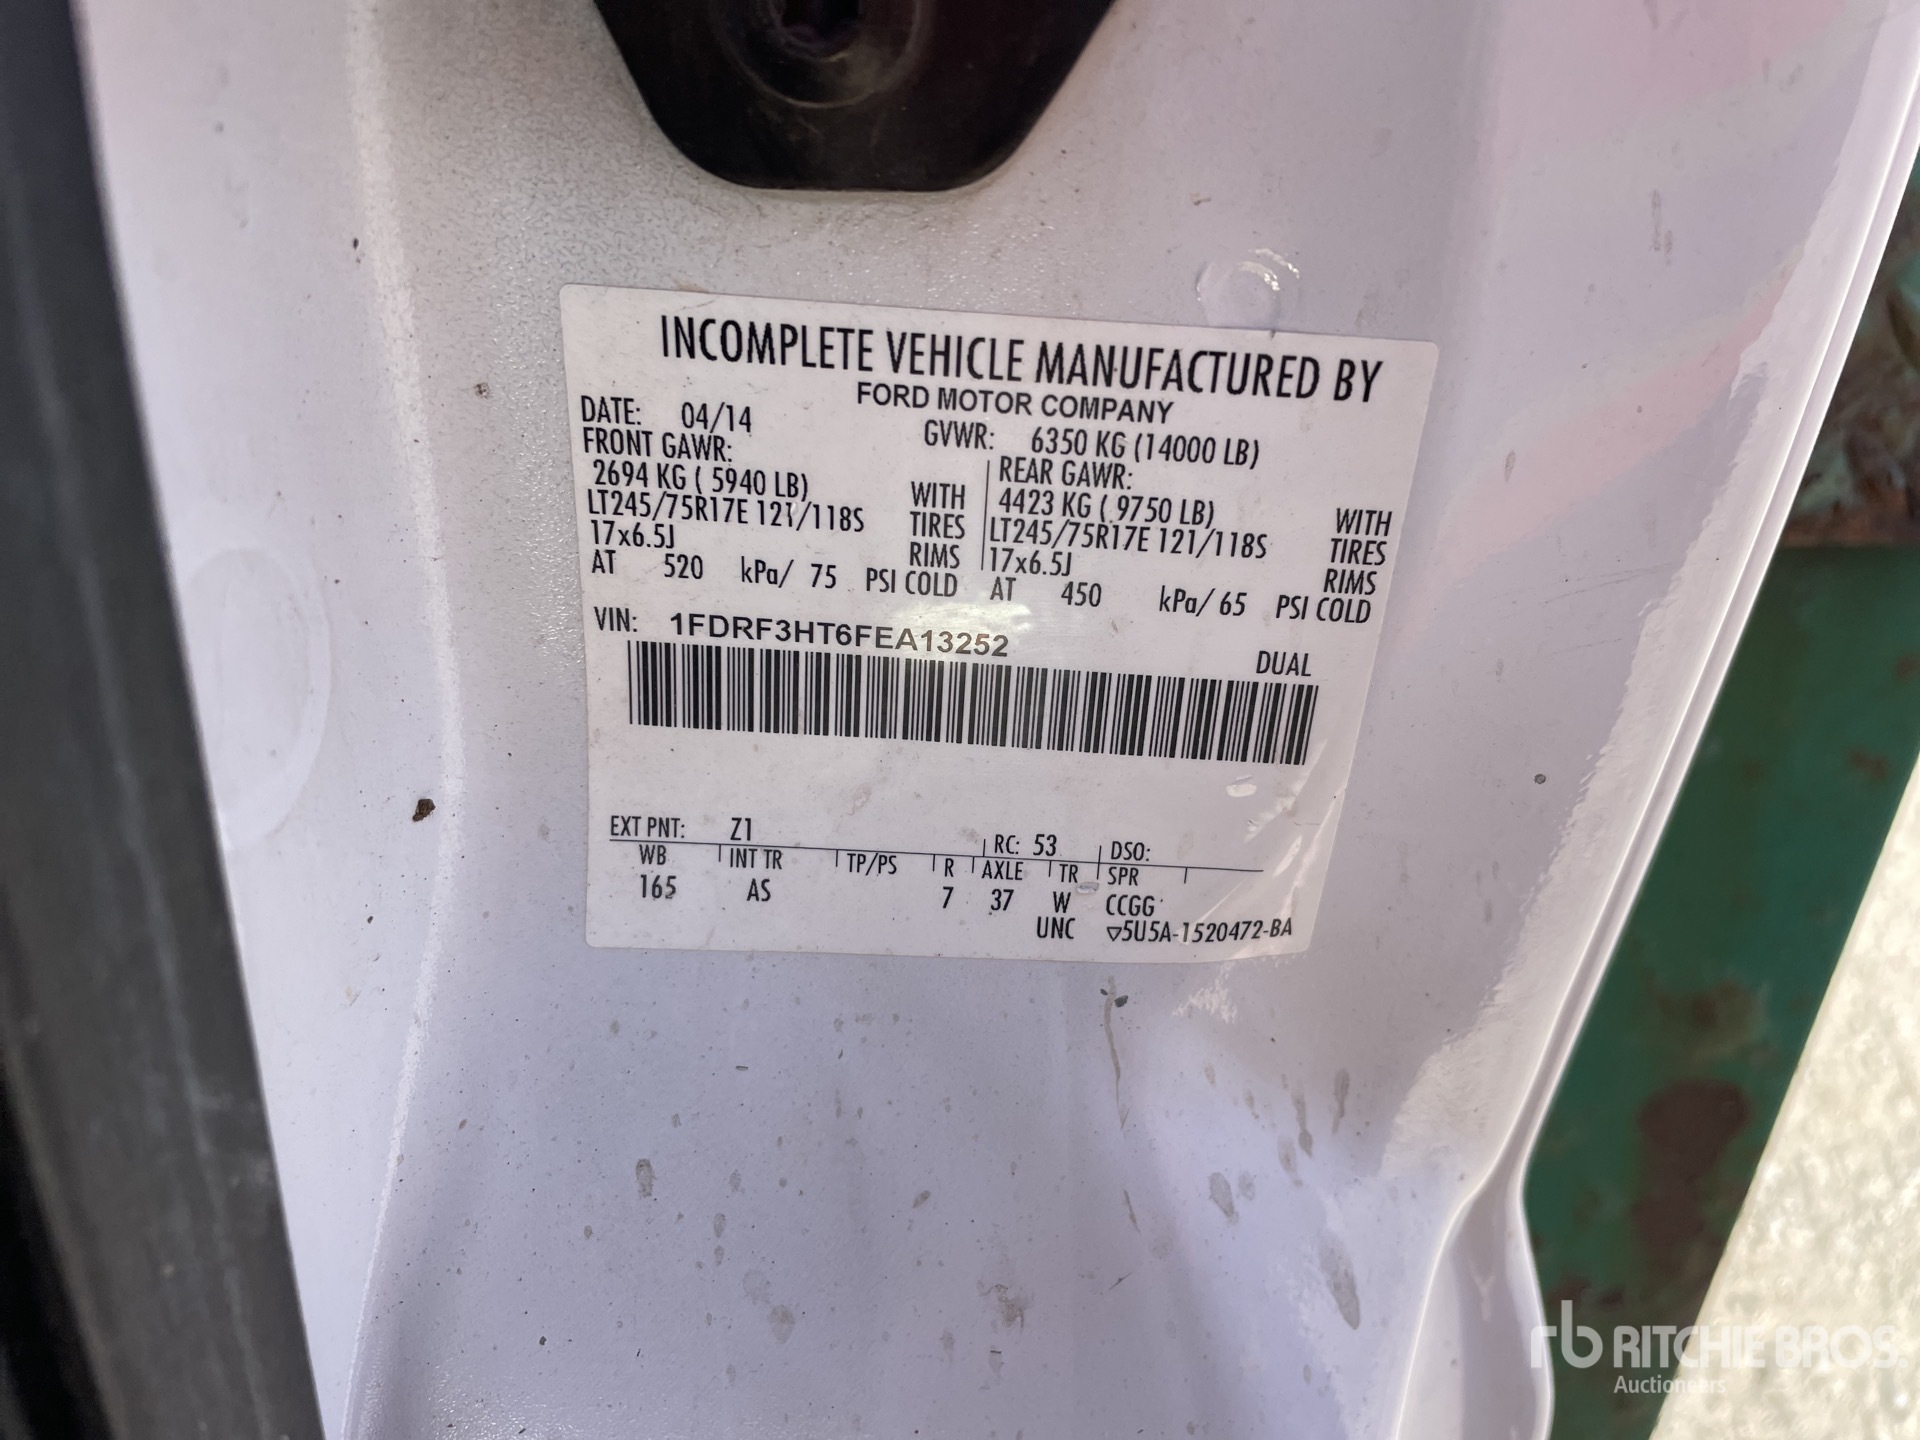 INCOMPLETE VEHICLE MANUFACTURED BY
FORD MOTOR COMPANY
DATE: 04/14 GVWR: 6350 KG (14000 LB)
FRONT GAWR: REAR GAWR:
2694 KG ( 5940 LB) WITH 4423 KG ( 9750 LB) WITH
LT245/75R17E 121/118S TIRES LT245/75R17E 121/118S TIRES
17x6.5J RIMS 17x6.5J RIMS
AT 520 kPa/ 75 PSI COLD AT 450 kPa/ 65 PSI COLD
VIN: 1FDRF3HT6FEA13252
DUAL
EXT PNT: Z1 RC: 53 DSO:
WB INT TR TP/PS R AXLE TR SPR
165 AS 7 37 W CCGG
UNC ▽5U5A-1520472-BA
rb RITCHIE BROS.
Auctioneers